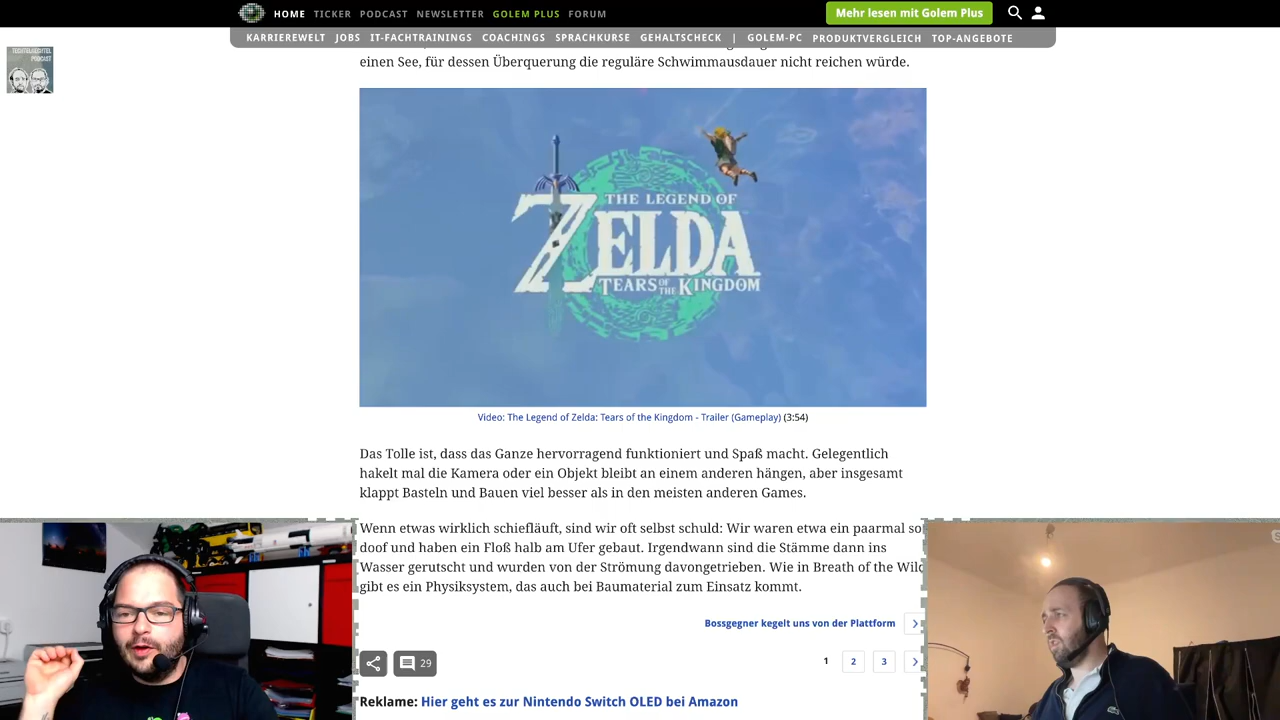 HOME TICKER PODCAST NEWSLETTER GOLEM PLUS FORUM
Mehr lesen mit Golem Plus
KARRIEREWELT JOBS IT-FACHTRAININGS COACHINGS SPRACHKURSE GEHALTSCHECK | GOLEM-PC PRODUKTVERGLEICH TOP-ANGEBOTE
PODCAST
einen See, für dessen Überquerung die reguläre Schwimmausdauer nicht reichen würde.
THE LEGEND OF
ZELDA
TEARS OF THE KINGDOM
Video: The Legend of Zelda: Tears of the Kingdom - Trailer (Gameplay) (3:54)
Das Tolle ist, dass das Ganze hervorragend funktioniert und Spaß macht. Gelegentlich
hakelt mal die Kamera oder ein Objekt bleibt an einem anderen hängen, aber insgesamt
klappt Basteln und Bauen viel besser als in den meisten anderen Games.
Wenn etwas wirklich schiefläuft, sind wir oft selbst schuld: Wir waren etwa ein paarmal so
doof und haben ein Floß halb am Ufer gebaut. Irgendwann sind die Stämme dann ins
Wasser gerutscht und wurden von der Strömung davongetrieben. Wie in Breath of the Wild
gibt es ein Physiksystem, das auch bei Baumaterial zum Einsatz kommt.
Bossgegner kegelt uns von der Plattform
29
1 2 3
Reklame: Hier geht es zur Nintendo Switch OLED bei Amazon